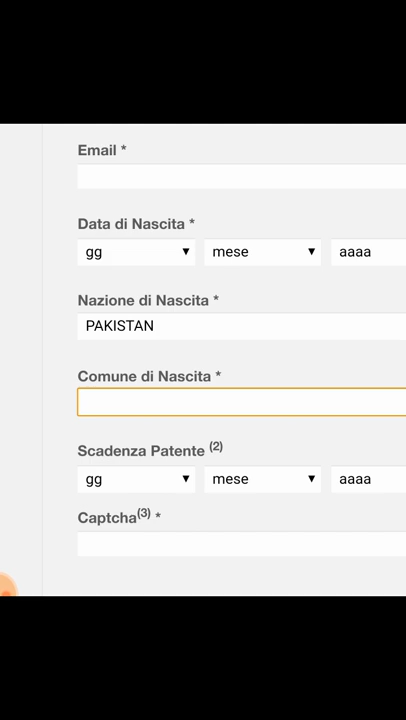 Email *
Data di Nascita *
gg mese aaaa
Nazione di Nascita *
PAKISTAN
Comune di Nascita *
Scadenza Patente (2)
gg mese aaaa
Captcha(3) *